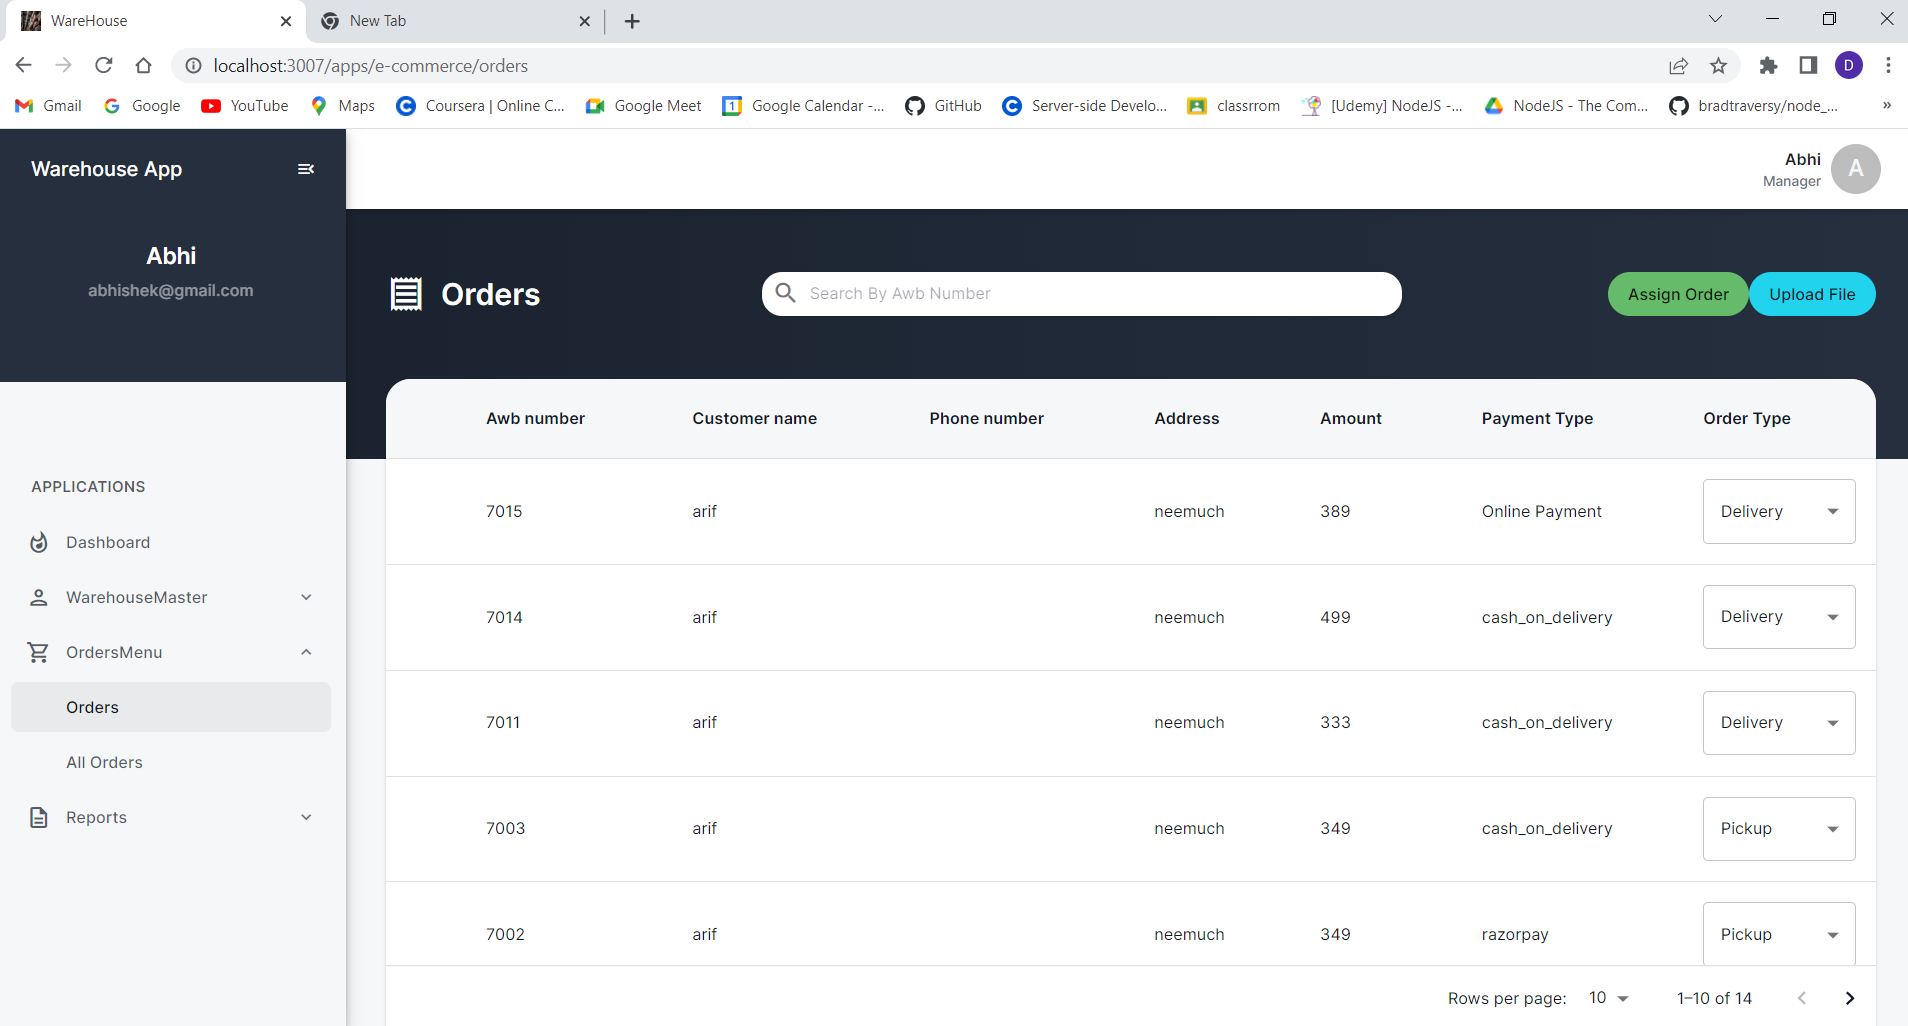 WareHouse
New Tab
localhost:3007/apps/e-commerce/orders
D
Gmail
Google
YouTube
Maps
Coursera | Online C...
Google Meet
1
Google Calendar -...
GitHub
Server-side Develo...
classrrom
[Udemy] NodeJS -...
NodeJS - The Com...
bradtraversy/node_...
»
Warehouse App
Abhi
Manager
A
Abhi
abhishek@gmail.com
Orders
Search By Awb Number
Assign Order
Upload File
APPLICATIONS
Dashboard
WarehouseMaster
OrdersMenu
Orders
All Orders
Reports
Awb number Customer name Phone number Address Amount Payment Type Order Type
7015 arif neemuch 389 Online Payment Delivery
7014 arif neemuch 499 cash_on_delivery Delivery
7011 arif neemuch 333 cash_on_delivery Delivery
7003 arif neemuch 349 cash_on_delivery Pickup
7002 arif neemuch 349 razorpay Pickup
Rows per page: 10 1–10 of 14